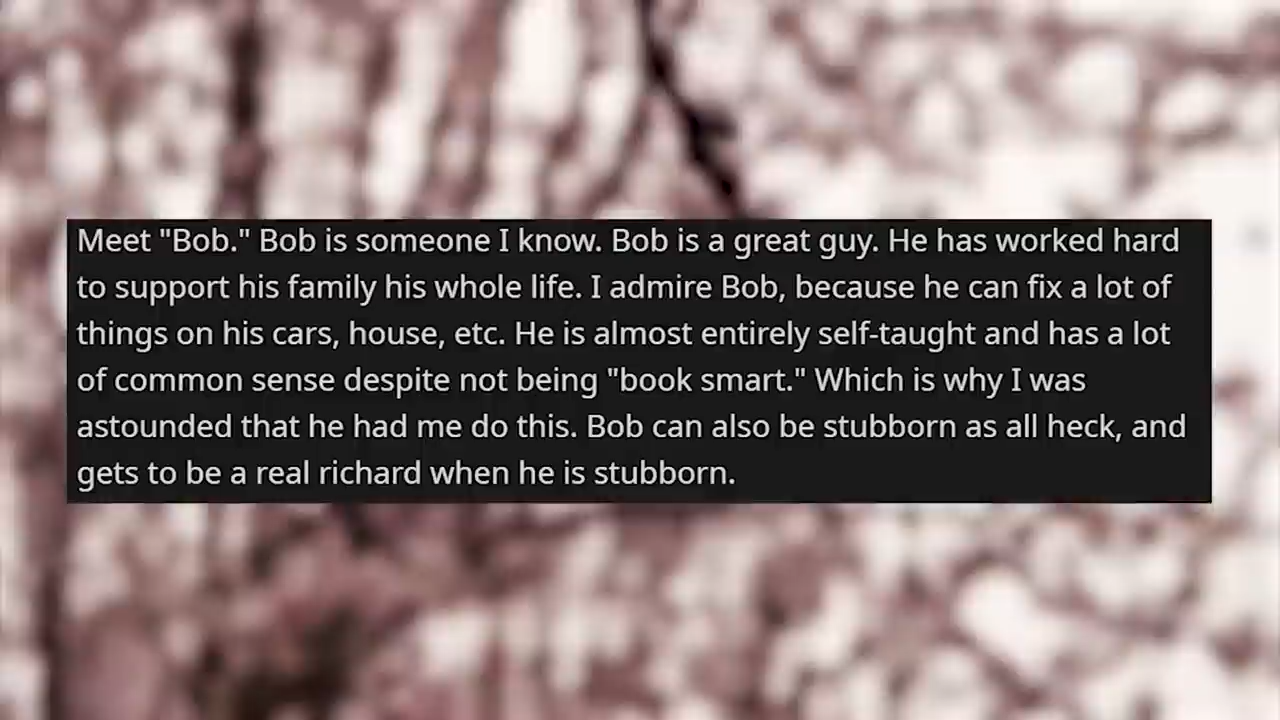 Meet "Bob." Bob is someone I know. Bob is a great guy. He has worked hard
to support his family his whole life. I admire Bob, because he can fix a lot of
things on his cars, house, etc. He is almost entirely self-taught and has a lot
of common sense despite not being "book smart." Which is why I was
astounded that he had me do this. Bob can also be stubborn as all heck, and
gets to be a real richard when he is stubborn.